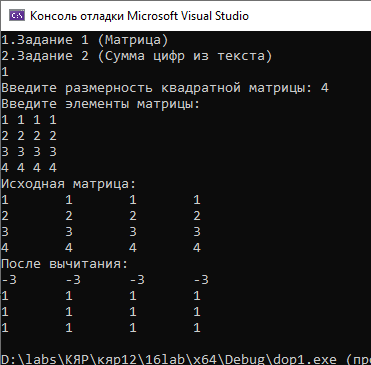 Консоль отладки Microsoft Visual Studio
1.Задание 1 (Матрица)
2.Задание 2 (Сумма цифр из текста)
1
Введите размерность квадратной матрицы: 4
Введите элементы матрицы:
1 1 1 1
2 2 2 2
3 3 3 3
4 4 4 4
Исходная матрица:
1 1 1 1
2 2 2 2
3 3 3 3
4 4 4 4
После вычитания:
-3 -3 -3 -3
1 1 1 1
1 1 1 1
1 1 1 1
D:\labs\КЯР\кяр12\16lab\x64\Debug\dop1.exe (про